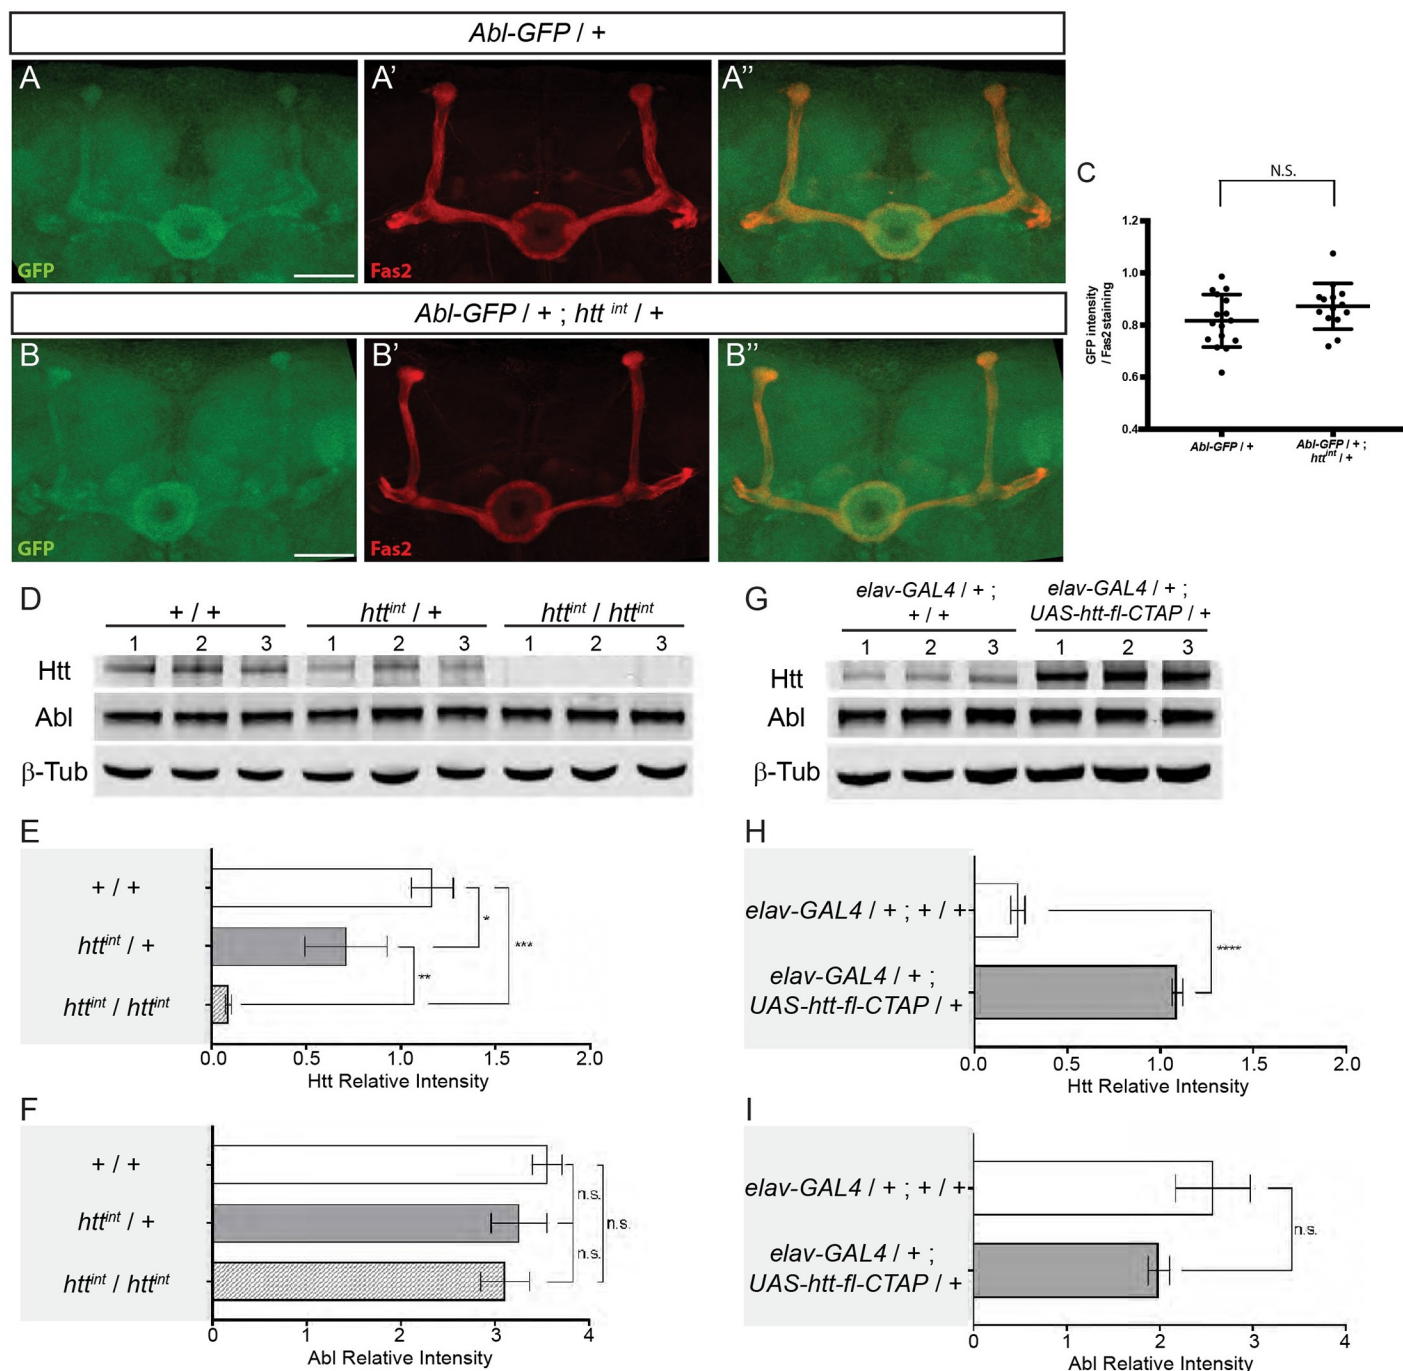 Abl-GFP / +
A
A'
A''
GFP
Fas2
Abl-GFP / + ; htt int / +
B
B'
B''
GFP
Fas2
C
N.S.
1.2
1.0
0.8
0.6
0.4
GFP intensity
/ Fas2 staining
Abl-GFP / +
Abl-GFP / + ;
htt int / +
D
+ / +
htt int / +
htt int / htt int
1 2 3 1 2 3 1 2 3
Htt
Abl
β-Tub
G
elav-GAL4 / + ;
+ / +
elav-GAL4 / + ;
UAS-htt-fl-CTAP / +
1 2 3 1 2 3
Htt
Abl
β-Tub
E
+ / +
htt int / +
htt int / htt int
*
**
***
0.0 0.5 1.0 1.5 2.0
Htt Relative Intensity
H
elav-GAL4 / + ; + / +
elav-GAL4 / + ;
UAS-htt-fl-CTAP / +
****
0.0 0.5 1.0 1.5 2.0
Htt Relative Intensity
F
+ / +
htt int / +
htt int / htt int
n.s.
n.s.
n.s.
0 1 2 3 4
Abl Relative Intensity
I
elav-GAL4 / + ; + / +
elav-GAL4 / + ;
UAS-htt-fl-CTAP / +
n.s.
0 1 2 3 4
Abl Relative Intensity